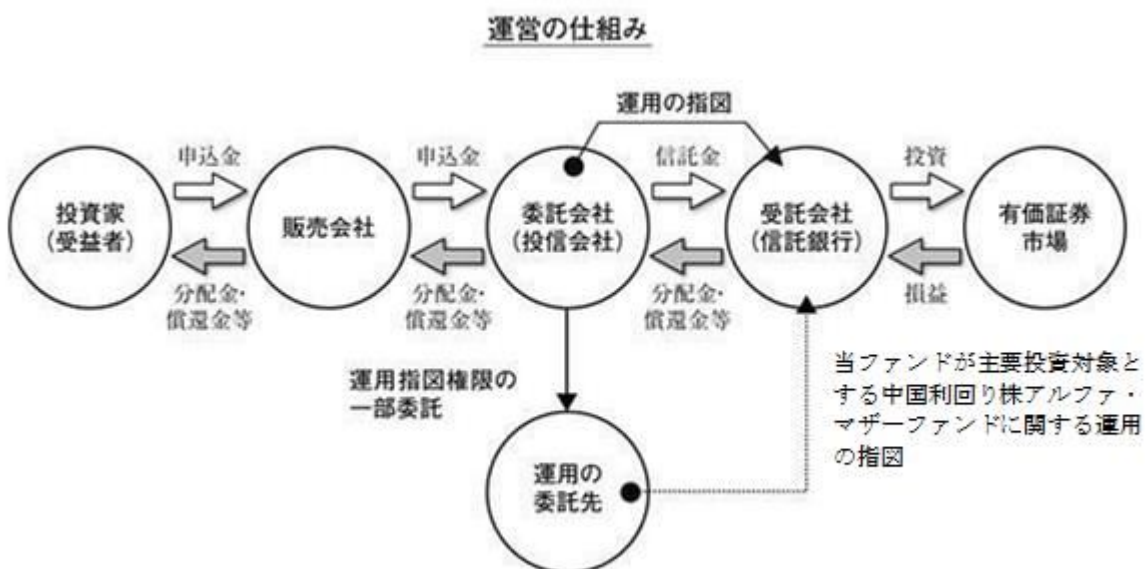 運営の仕組み
運用の指図
申込金
申込金
信託金
投資
投資家
(受益者)
販売会社
委託会社
(投信会社)
受託会社
(信託銀行)
有価証券
市場
分配金・
償還金等
分配金・
償還金等
分配金・
償還金等
損益
運用指図権限の
一部委託
当ファンドが主要投資対象と
する中国利回り株アルファ・
マザーファンドに関する運用
の指図
運用の
委託先